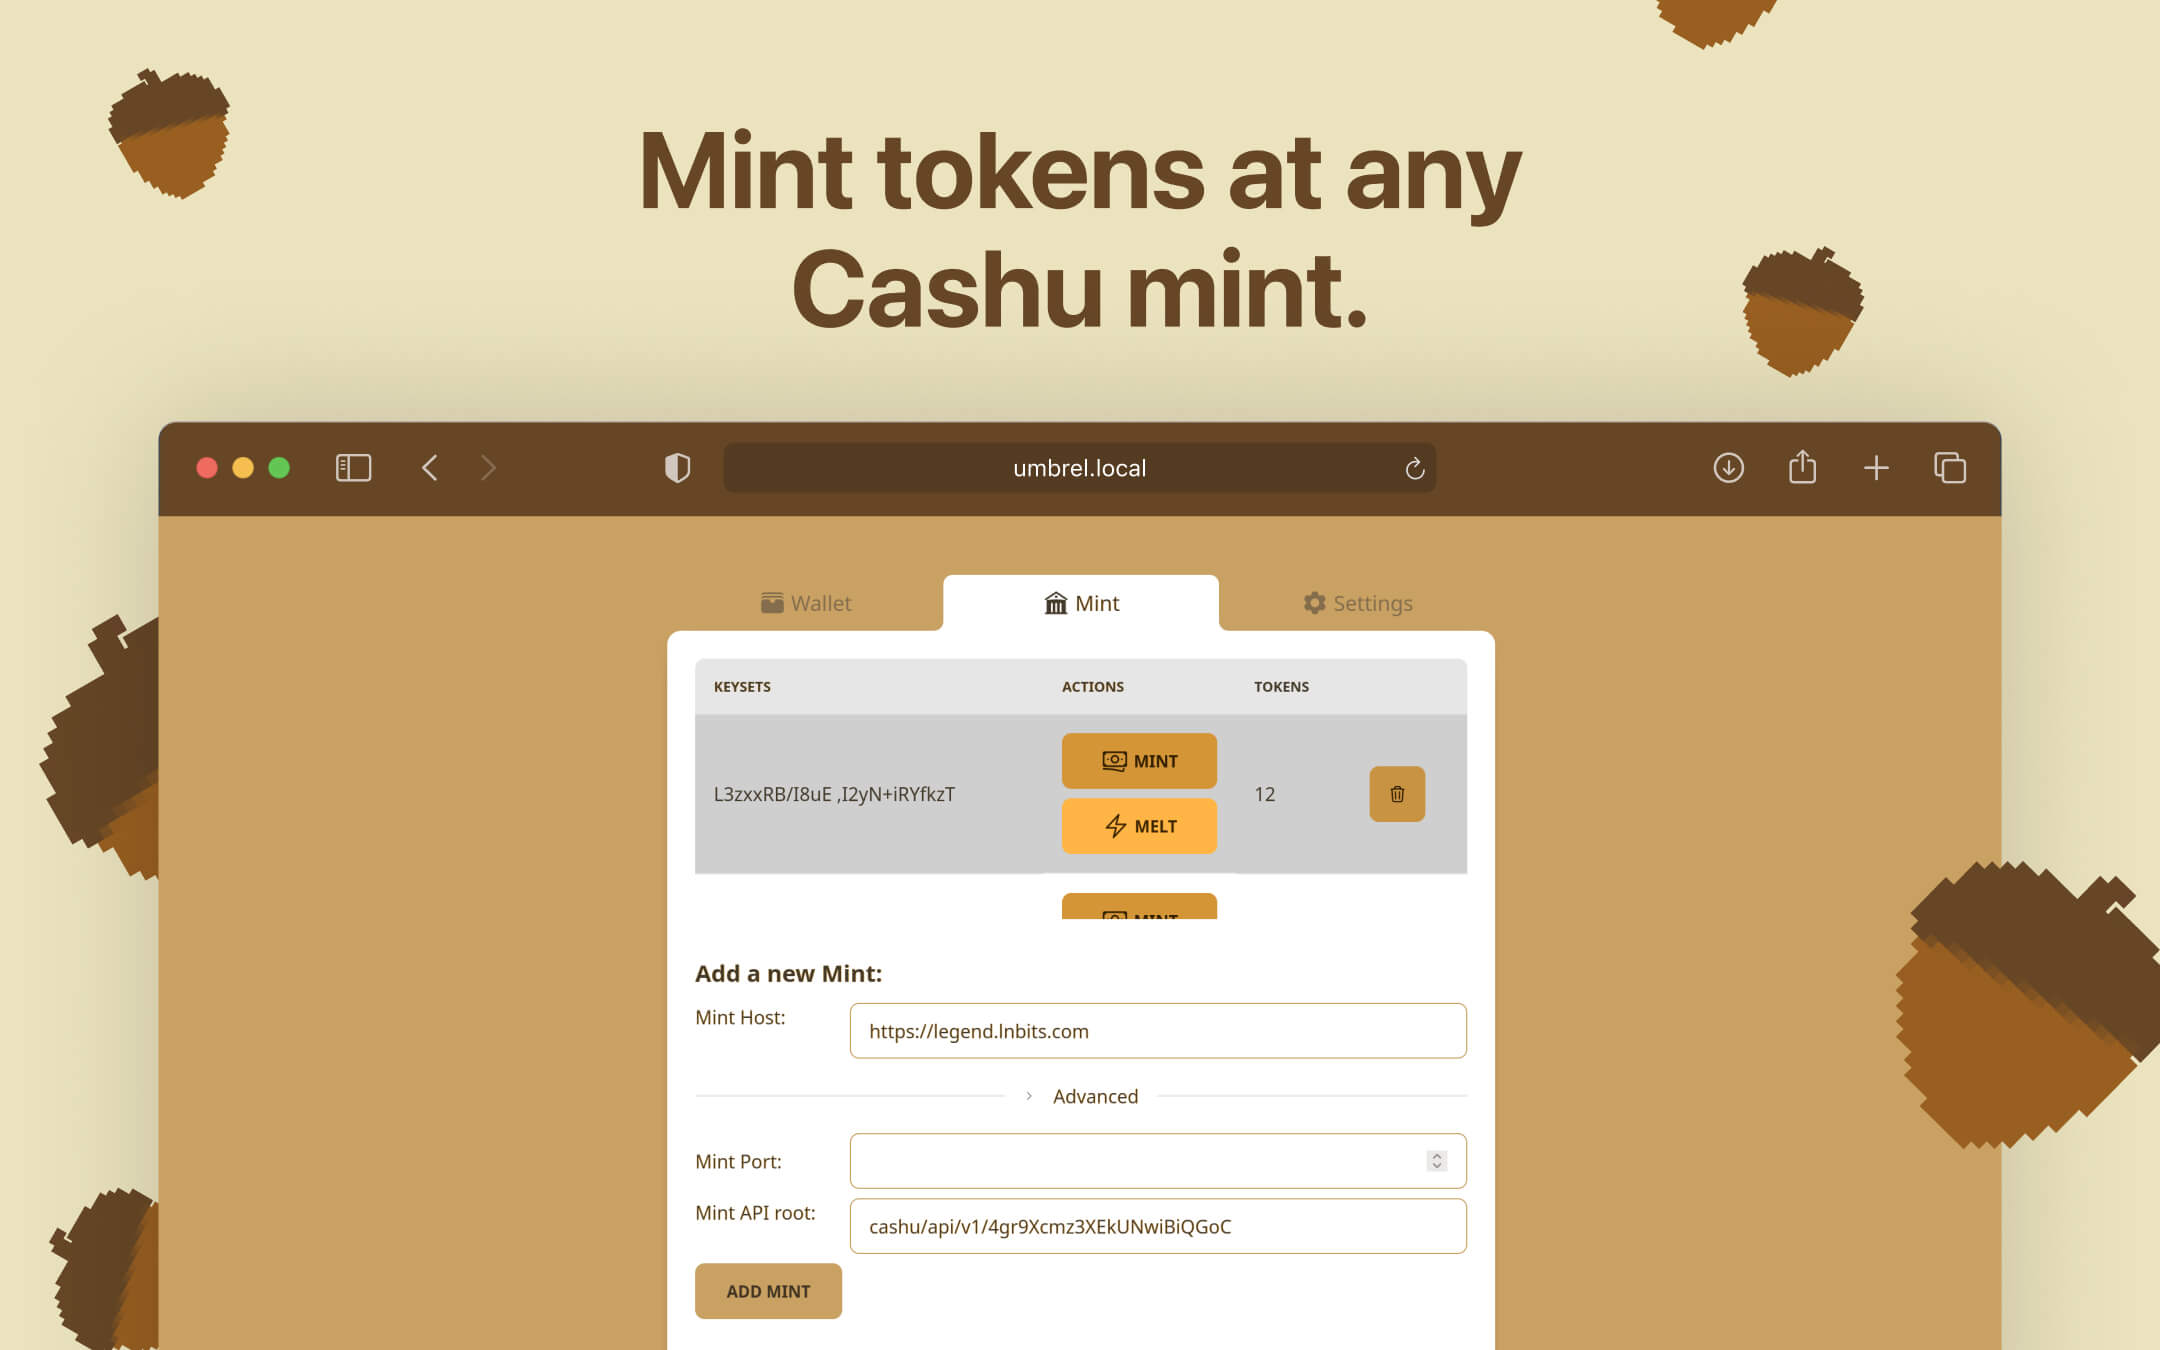 Mint tokens at any
Cashu mint.
umbrel.local
Wallet Mint Settings
KEYSETS ACTIONS TOKENS
MINT
L3zxxRB/I8uE ,I2yN+iRYfkzT 12
MELT
MINT
Add a new Mint:
Mint Host: https://legend.lnbits.com
Advanced
Mint Port:
Mint API root: cashu/api/v1/4gr9Xcmz3XEkUNwiBiQGoC
ADD MINT